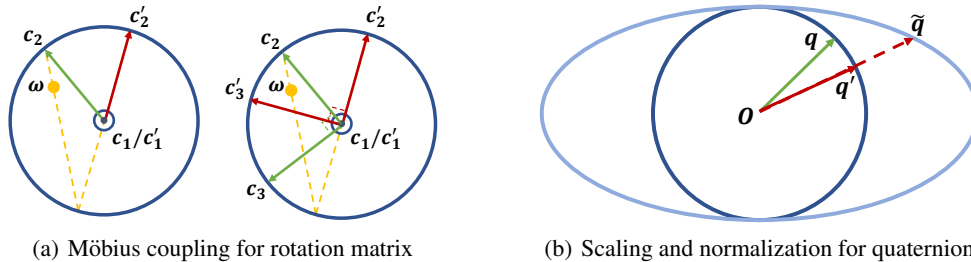 c₂ c′₂ ω c₁/c′₁
c₂ c′₂ c′₃ ω c₁/c′₁ c₃
q q̃ q′ O
(a) Möbius coupling for rotation matrix
(b) Scaling and normalization for quaternion